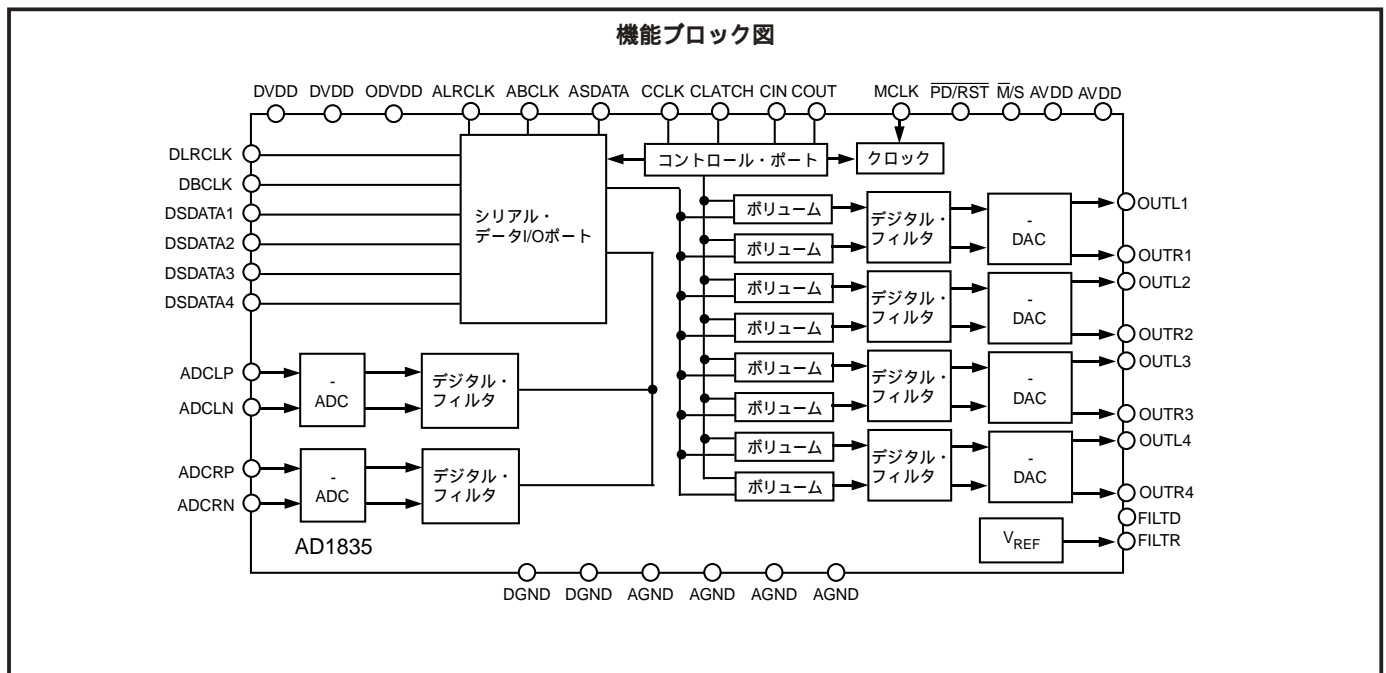 機能ブロック図
DVDD DVDD ODVDD ALRCLK ABCLK ASDATA CCLK CLATCH CIN COUT MCLK PD/RST M/S AVDD AVDD
DLRCLK
DBCLK
DSDATA1
DSDATA2
DSDATA3
DSDATA4
シリアル・
データI/Oポート
コントロール・ポート
クロック
ADCLP
ADCLN
-
ADC
デジタル・
フィルタ
ADCRP
ADCRN
-
ADC
デジタル・
フィルタ
AD1835
ボリューム
ボリューム
デジタル・
フィルタ
-
DAC
OUTL1
OUTR1
ボリューム
ボリューム
デジタル・
フィルタ
-
DAC
OUTL2
OUTR2
ボリューム
ボリューム
デジタル・
フィルタ
-
DAC
OUTL3
OUTR3
ボリューム
ボリューム
デジタル・
フィルタ
-
DAC
OUTL4
OUTR4
FILTD
VREF
FILTR
DGND DGND AGND AGND AGND AGND